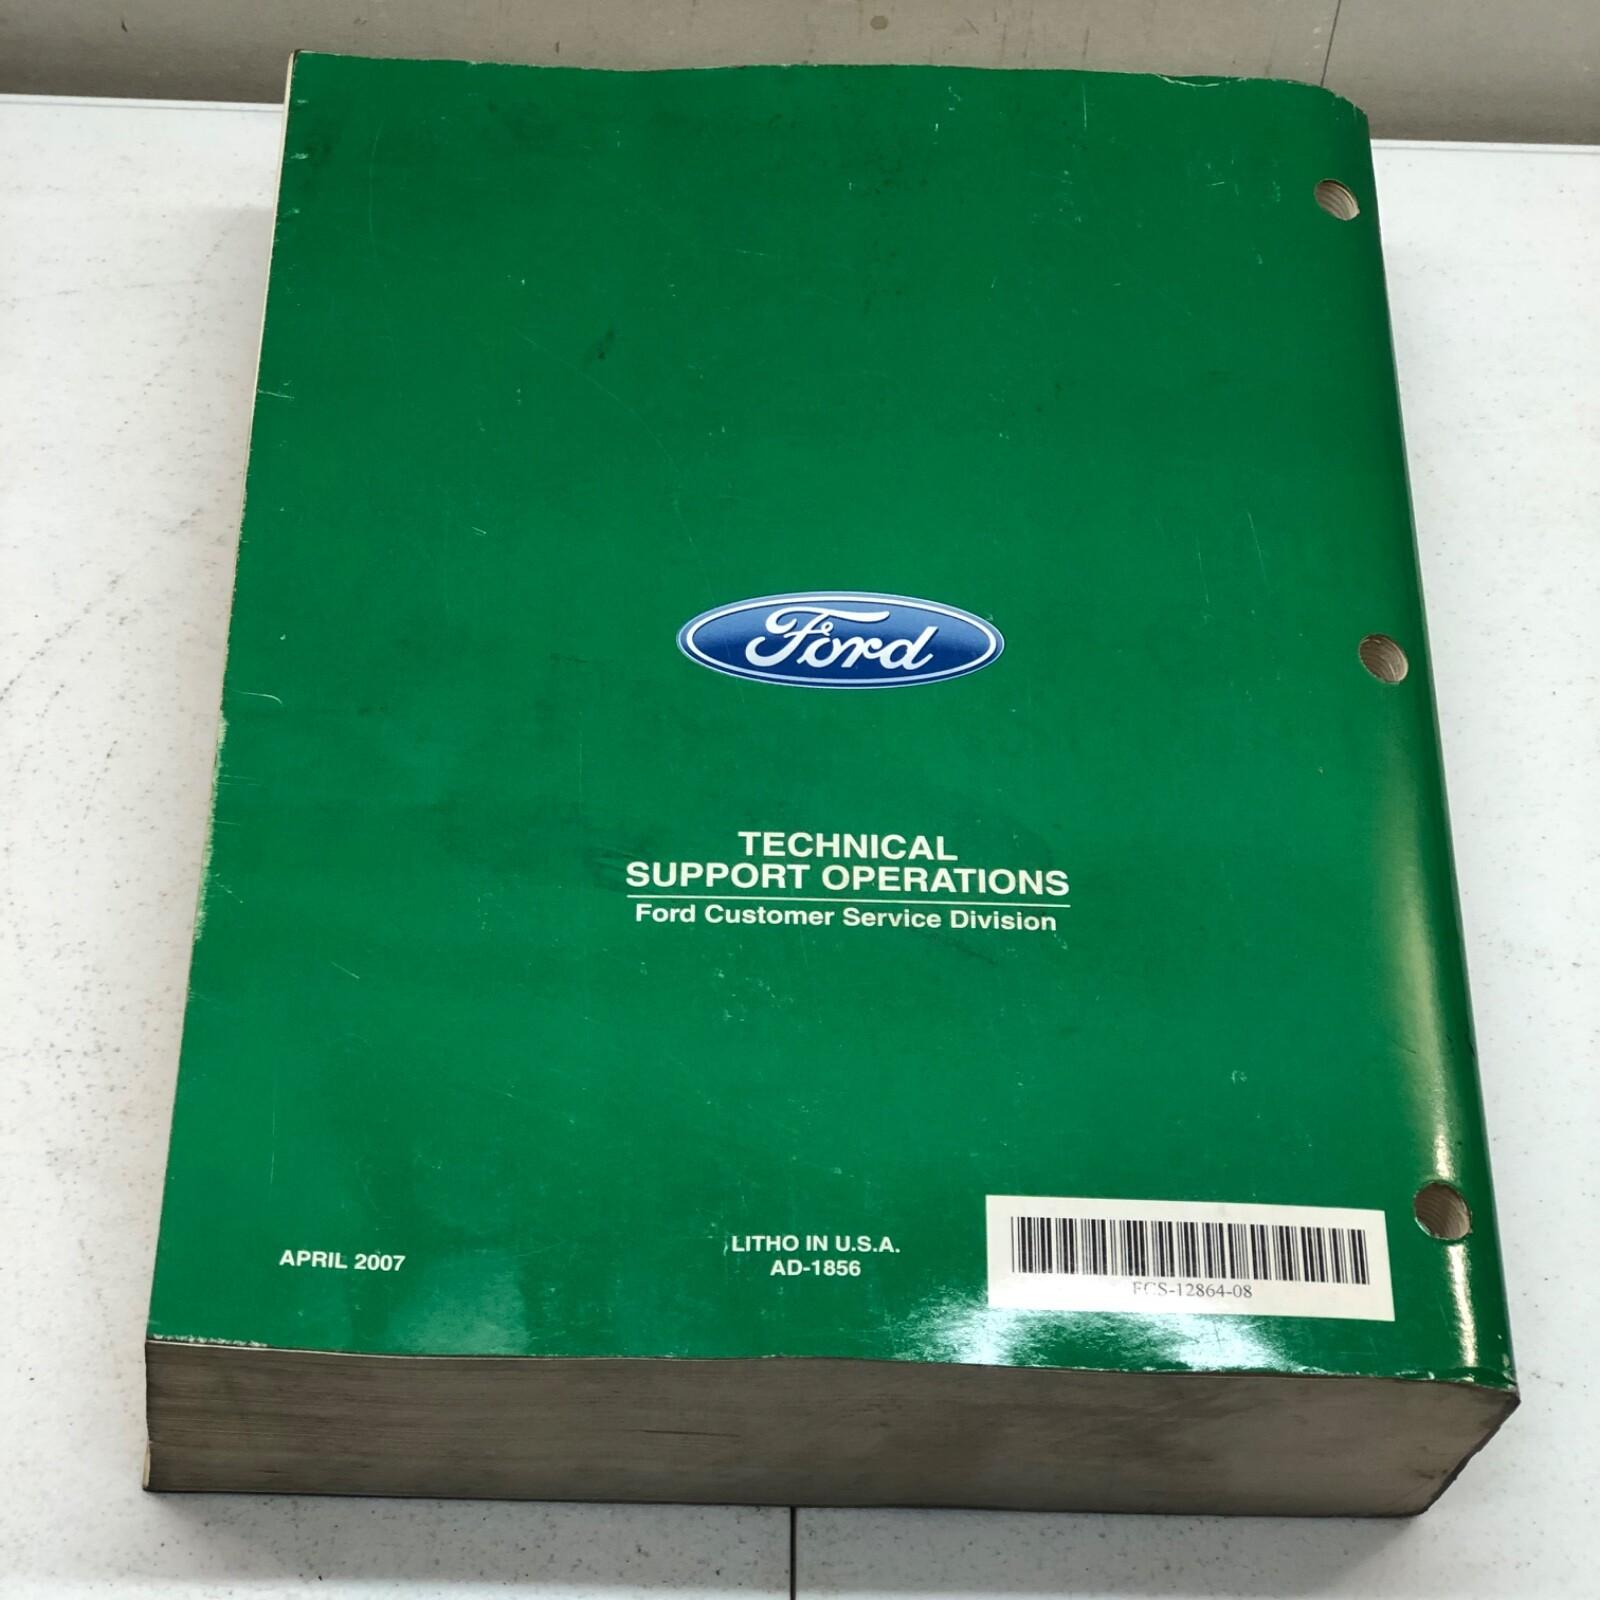 Ford
TECHNICAL
SUPPORT OPERATIONS
Ford Customer Service Division
APRIL 2007
LITHO IN U.S.A.
AD-1856
FCS-12864-08